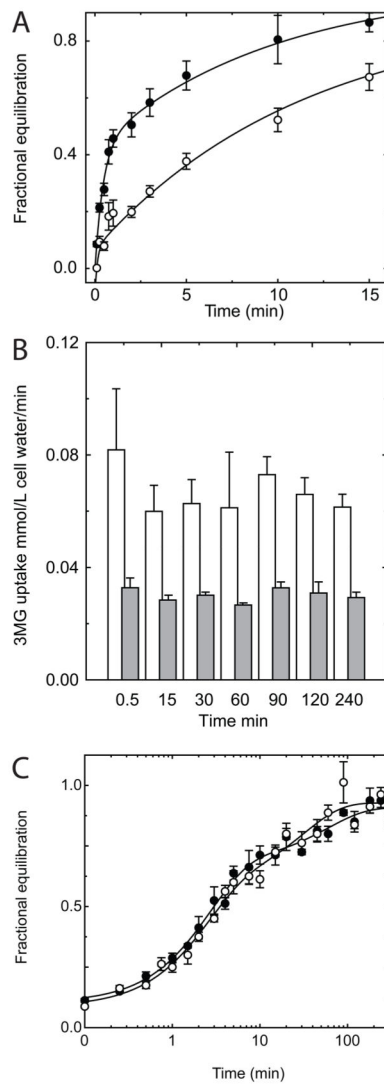 A
0.8
Fractional equilibration
0.4
0.0
0
5
10
15
Time (min)
B
0.12
3MG uptake mmol/L cell water/min
0.08
0.04
0.00
0.5 15 30 60 90 120 240
Time min
C
1.0
Fractional equilibration
0.5
0.0
0 1 10 100
Time (min)